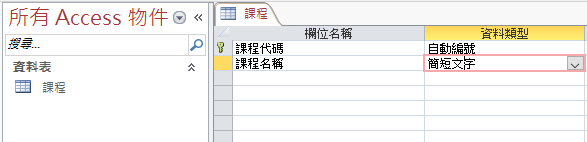 所有 Access 物件
搜尋...
資料表
課程
課程
欄位名稱 資料類型
課程代碼 自動編號
課程名稱 簡短文字